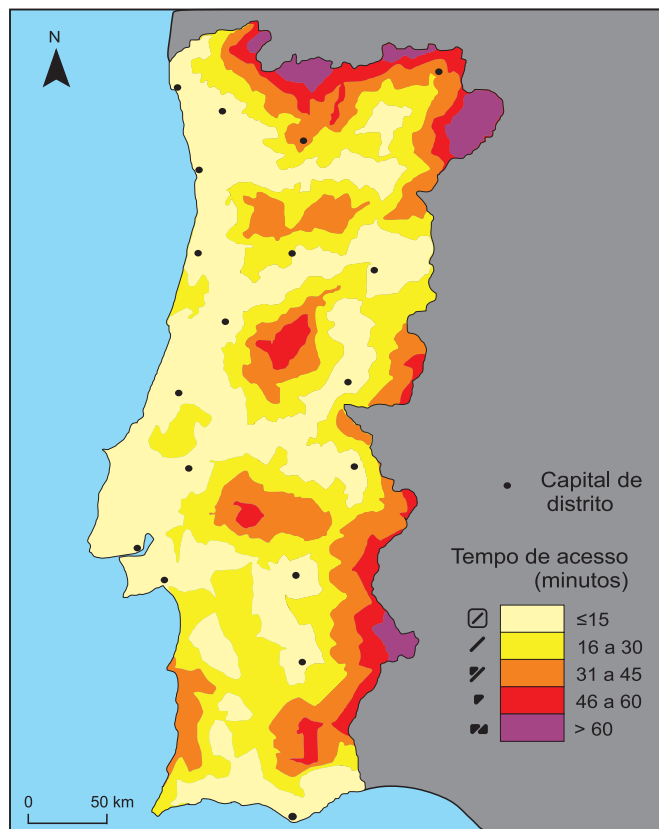 N
Capital de
distrito
Tempo de acesso
(minutos)
≤15
16 a 30
31 a 45
46 a 60
> 60
0 50 km